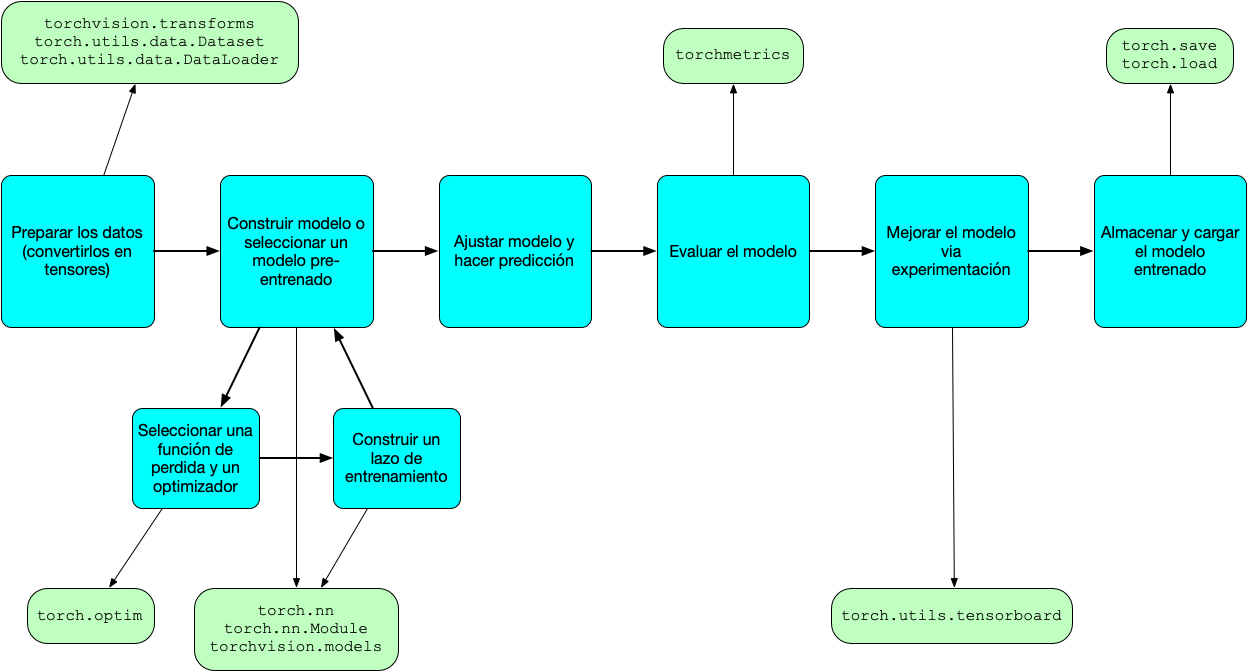 torchvision.transforms
torch.utils.data.Dataset
torch.utils.data.DataLoader
torchmetrics
torch.save
torch.load
Preparar los datos
(convertirlos en
tensores)
Construir modelo o
seleccionar un
modelo pre-
entrenado
Ajustar modelo y
hacer predicción
Evaluar el modelo
Mejorar el modelo
via
experimentación
Almacenar y cargar
el modelo
entrenado
Seleccionar una
función de
perdida y un
optimizador
Construir un
lazo de
entrenamiento
torch.optim
torch.nn
torch.nn.Module
torchvision.models
torch.utils.tensorboard